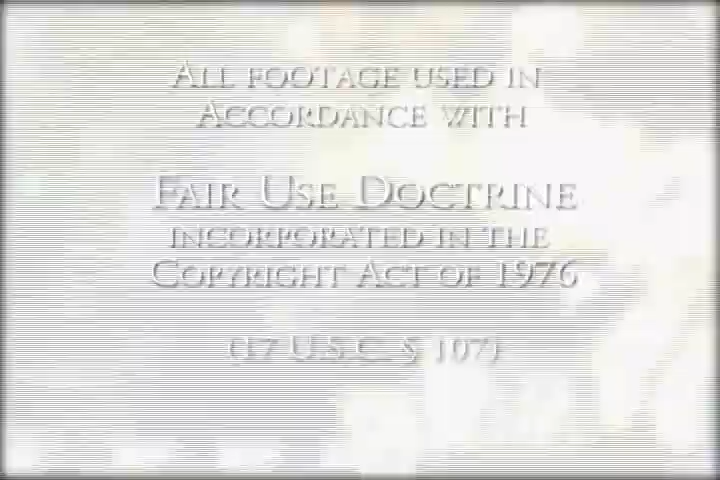 All footage used in
Accordance with
Fair Use Doctrine
incorporated in the
Copyright Act of 1976
(17 U.S.C. § 107)